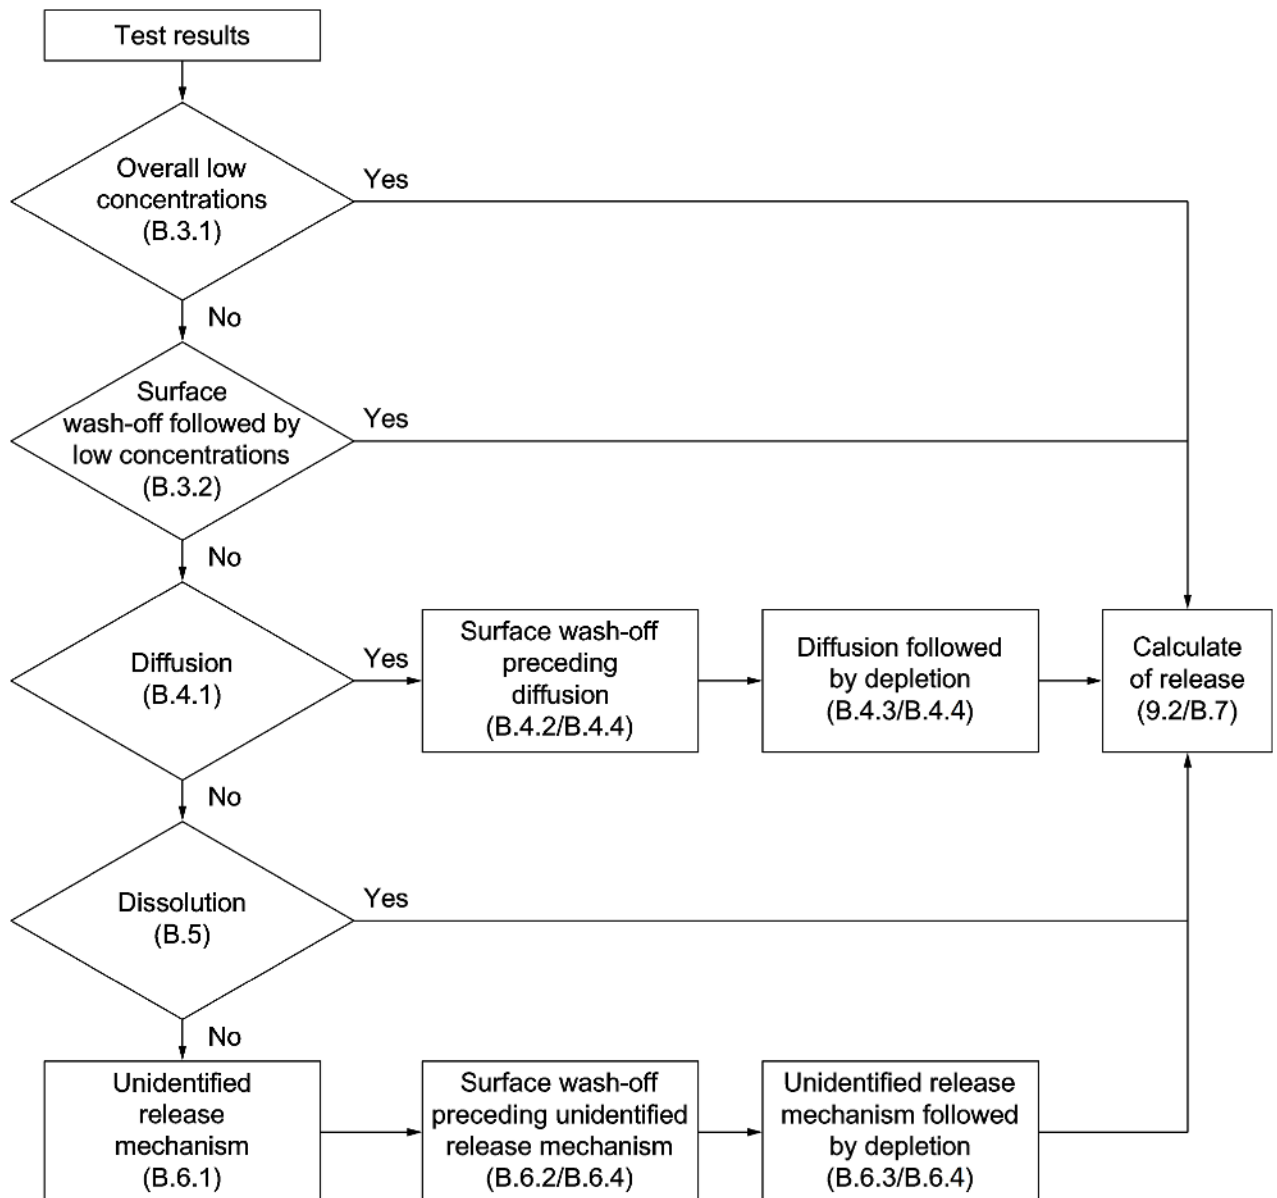 Test results
Overall low
concentrations
(B.3.1)
Yes
No
Surface
wash-off followed by
low concentrations
(B.3.2)
Yes
No
Diffusion
(B.4.1)
Yes
Surface wash-off
preceding
diffusion
(B.4.2/B.4.4)
Diffusion followed
by depletion
(B.4.3/B.4.4)
Calculate
of release
(9.2/B.7)
No
Dissolution
(B.5)
Yes
No
Unidentified
release
mechanism
(B.6.1)
Surface wash-off
preceding unidentified
release mechanism
(B.6.2/B.6.4)
Unidentified release
mechanism followed
by depletion
(B.6.3/B.6.4)